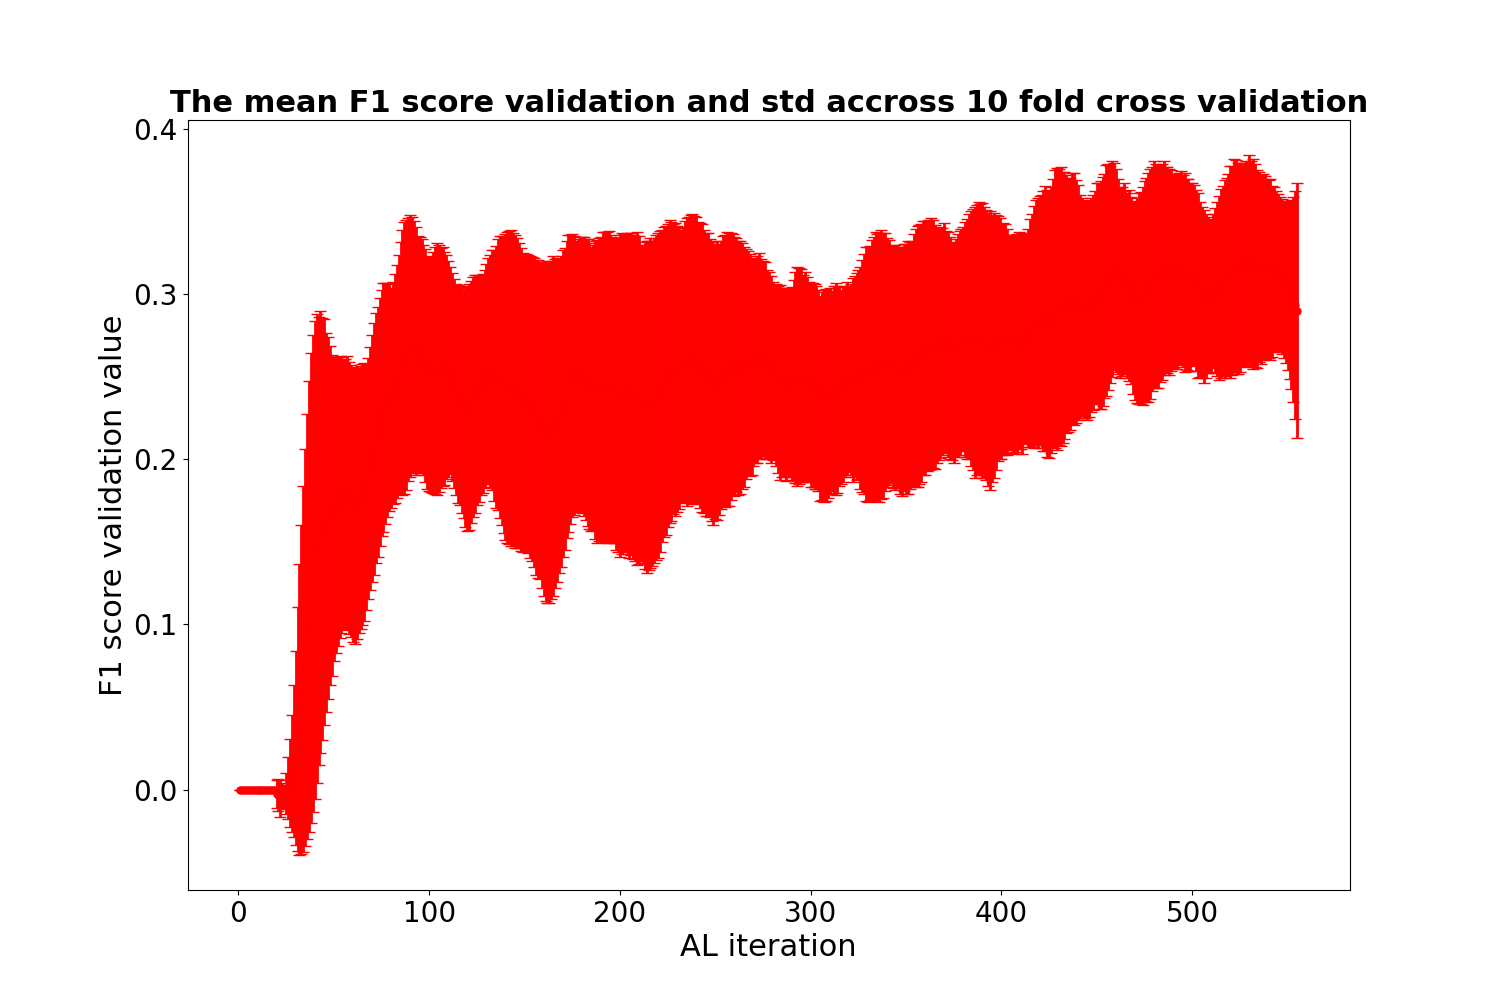 The mean F1 score validation and std accross 10 fold cross validation
0.4
0.3
0.2
0.1
0.0
F1 score validation value
0 100 200 300 400 500
AL iteration